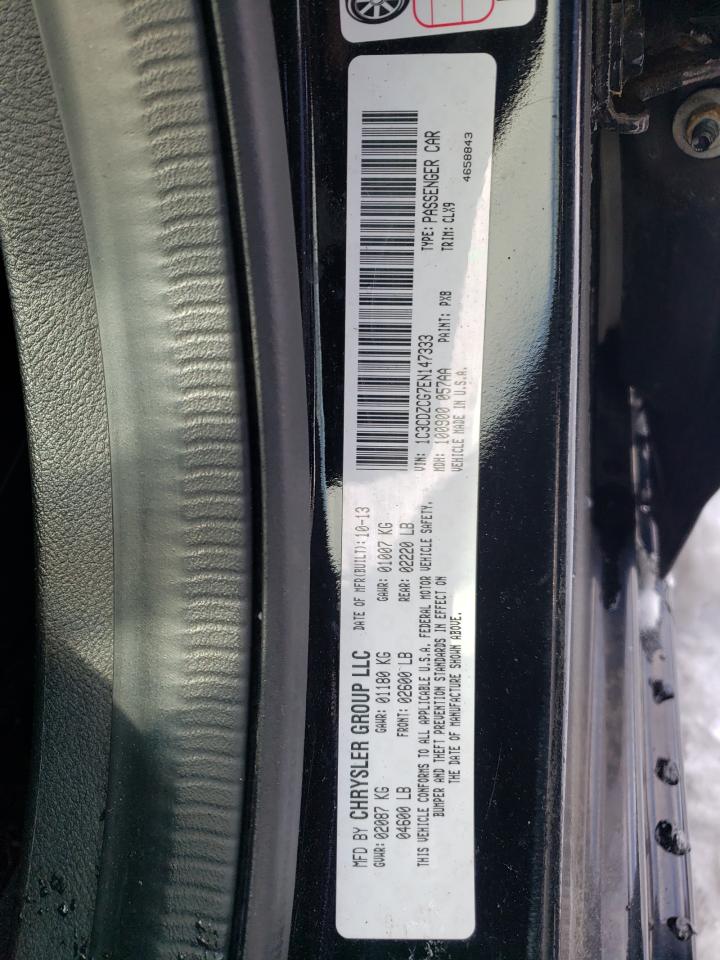 MFD BY CHRYSLER GROUP LLC DATE OF MFR(BUILT): 10-13
GVWR: 02087 KG GAWR: 01180 KG GAWR: 01007 KG
04600 LB FRONT: 02600 LB REAR: 02220 LB
THIS VEHICLE CONFORMS TO ALL APPLICABLE U.S.A. FEDERAL MOTOR VEHICLE SAFETY,
BUMPER AND THEFT PREVENTION STANDARDS IN EFFECT ON
THE DATE OF MANUFACTURE SHOWN ABOVE.
VIN: 1C3CDZCG7EN147333 TYPE: PASSENGER CAR
MDH: 100900 057AA PAINT: PXB TRIM: CLX9
VEHICLE MADE IN U.S.A. 4658843